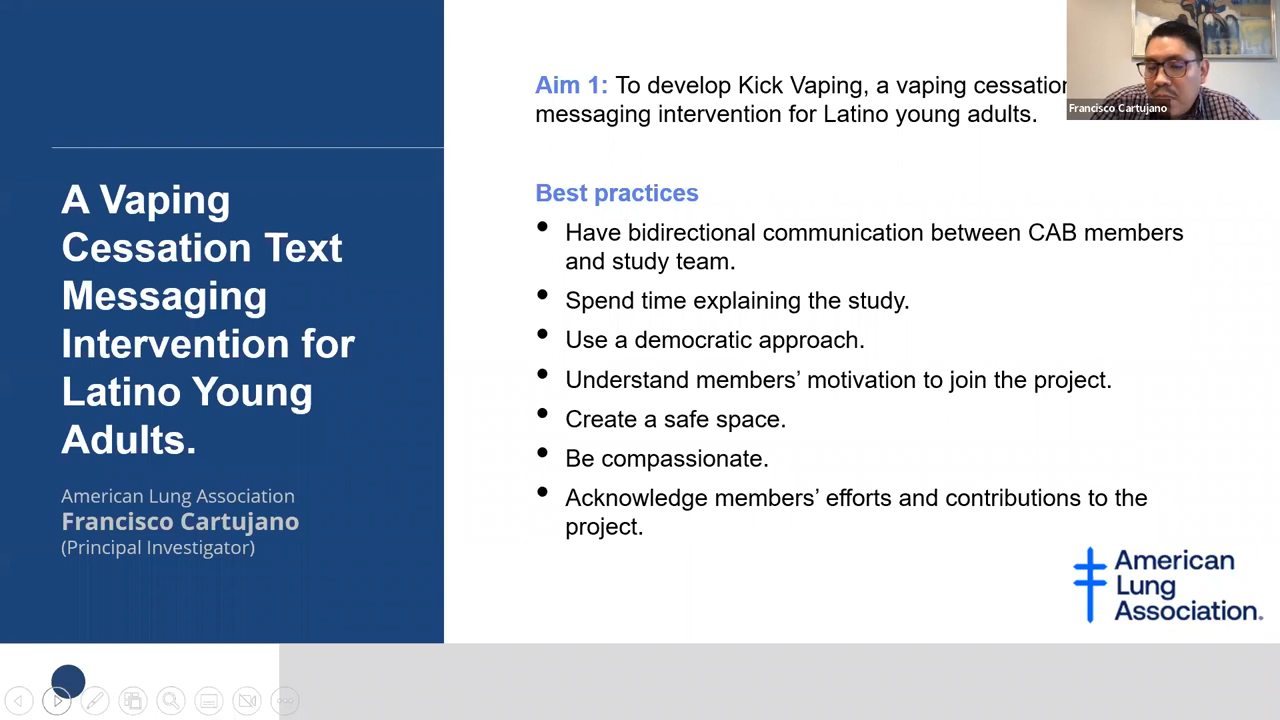 A Vaping
Cessation Text
Messaging
Intervention for
Latino Young
Adults.
American Lung Association
Francisco Cartujano
(Principal Investigator)
Aim 1: To develop Kick Vaping, a vaping cessation
messaging intervention for Latino young adults.
Francisco Cartujano
Best practices
• Have bidirectional communication between CAB members
and study team.
• Spend time explaining the study.
• Use a democratic approach.
• Understand members’ motivation to join the project.
• Create a safe space.
• Be compassionate.
• Acknowledge members’ efforts and contributions to the
project.
American
Lung
Association.